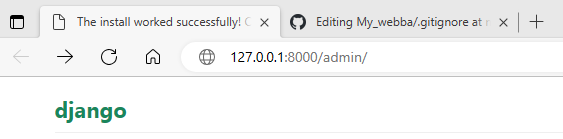 The install worked successfully! C
Editing My_webba/.gitignore at
127.0.0.1:8000/admin/
django